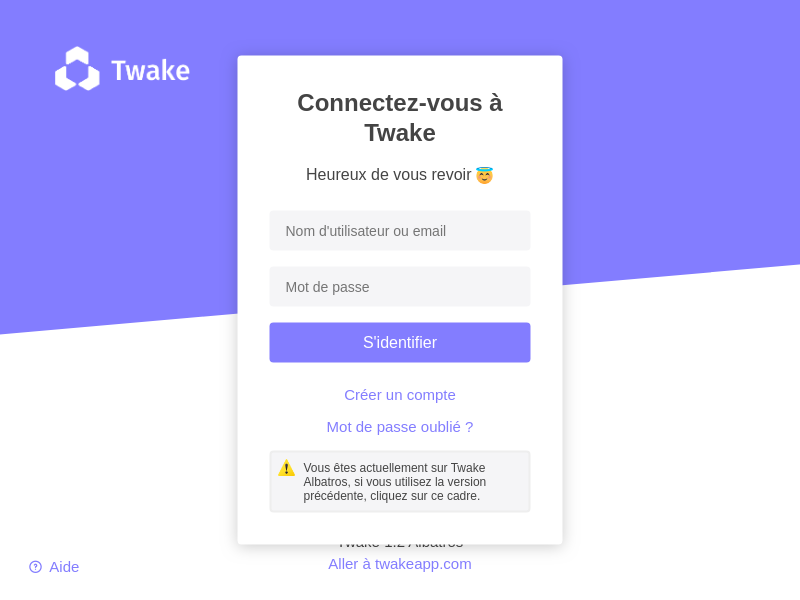 Twake
Connectez-vous à
Twake
Heureux de vous revoir 😇
Nom d'utilisateur ou email
Mot de passe
S'identifier
Créer un compte
Mot de passe oublié ?
⚠️ Vous êtes actuellement sur Twake
Albatros, si vous utilisez la version
précédente, cliquez sur ce cadre.
Twake 1.2 Albatros
Aller à twakeapp.com
Aide